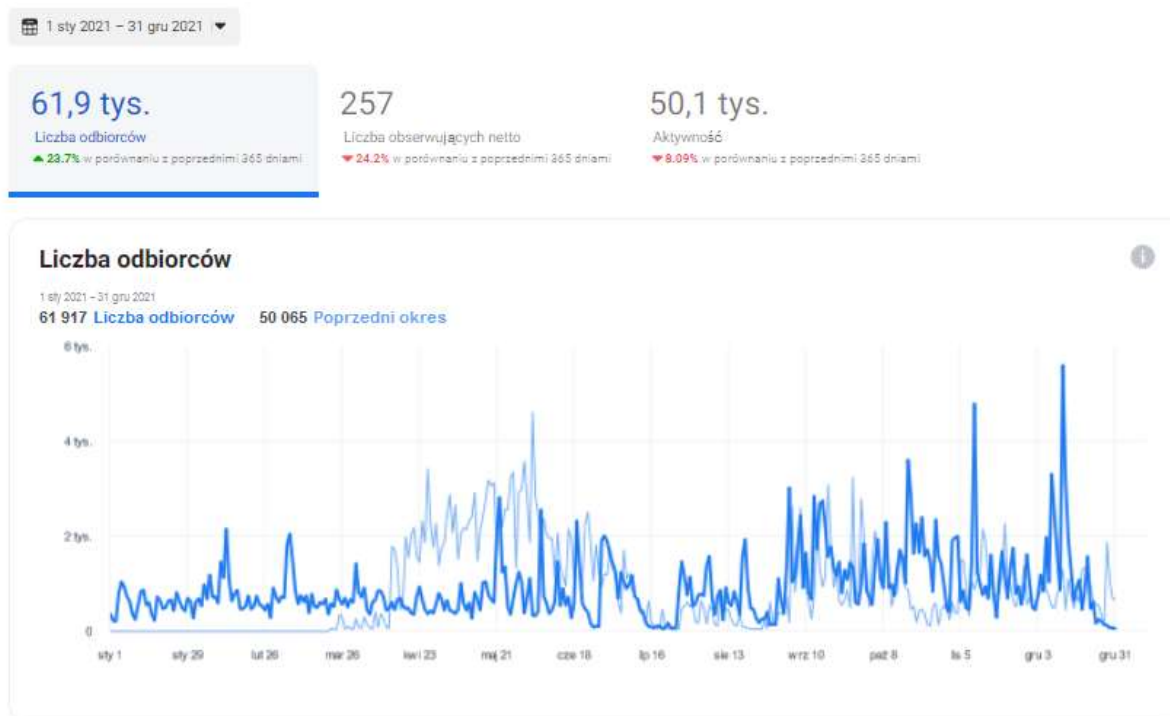 1 sty 2021 – 31 gru 2021
61,9 tys.
Liczba odbiorców
23.7% w porównaniu z poprzednimi 365 dniami
257
Liczba obserwujących netto
24.2% w porównaniu z poprzednimi 365 dniami
50,1 tys.
Aktywność
8.09% w porównaniu z poprzednimi 365 dniami
Liczba odbiorców
1 sty 2021 – 31 gru 2021
61 917 Liczba odbiorców 50 065 Poprzedni okres
6 tys.
4 tys.
2 tys.
0
sty 1 sty 29 lut 26 mar 26 kwi 23 maj 21 cze 18 lip 16 sie 13 wrz 10 paź 8 lis 5 gru 3 gru 31